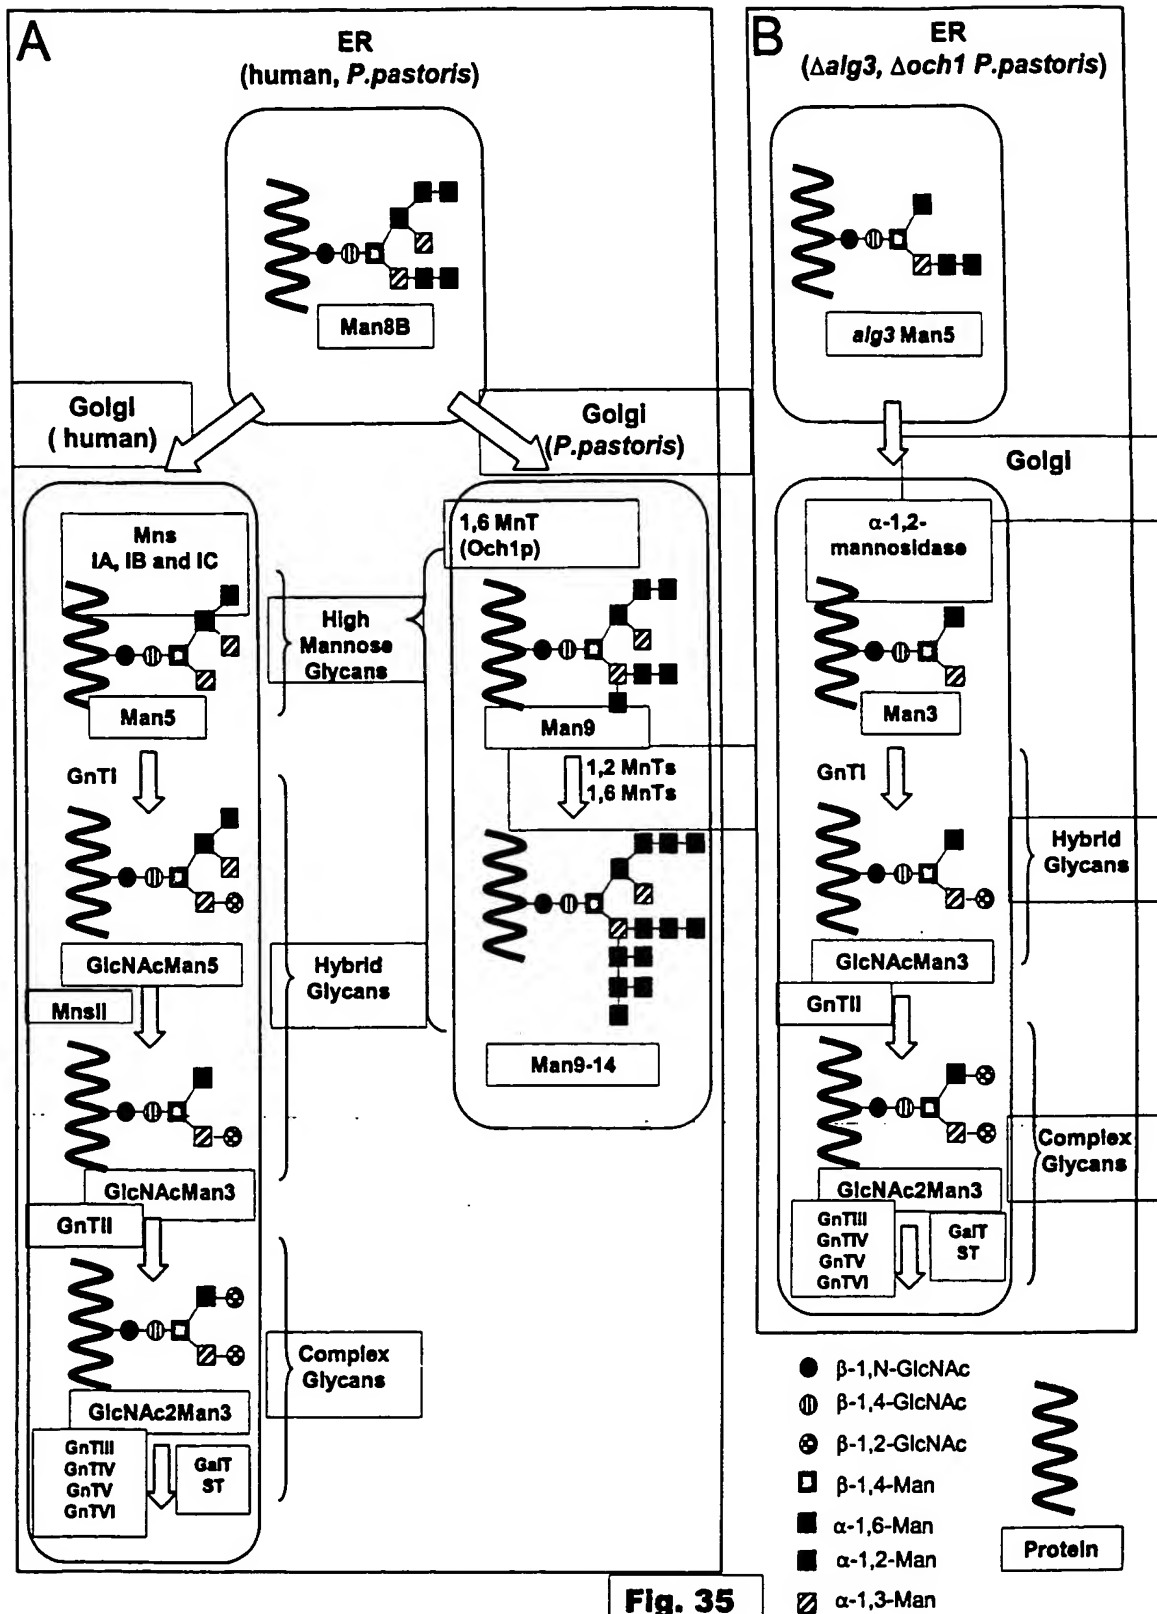 A
ER
(human, P.pastoris)
Man8B
Golgi
( human)
Golgi
(P.pastoris)
Mns
IA, IB and IC
Man5
GnTI
GlcNAcMan5
MnsII
GlcNAcMan3
GnTII
GlcNAc2Man3
GnTIII
GnTIV
GnTV
GnTVI
GalT
ST
High
Mannose
Glycans
Hybrid
Glycans
Complex
Glycans
1,6 MnT
(Och1p)
Man9
1,2 MnTs
1,6 MnTs
Man9-14
B
ER
(Δalg3, Δoch1 P.pastoris)
alg3 Man5
Golgi
α-1,2-
mannosidase
Man3
GnTI
GlcNAcMan3
GnTII
GlcNAc2Man3
GnTIII
GnTIV
GnTV
GnTVI
GalT
ST
Hybrid
Glycans
Complex
Glycans
β-1,N-GlcNAc
β-1,4-GlcNAc
β-1,2-GlcNAc
β-1,4-Man
α-1,6-Man
α-1,2-Man
α-1,3-Man
Protein
Fig. 35